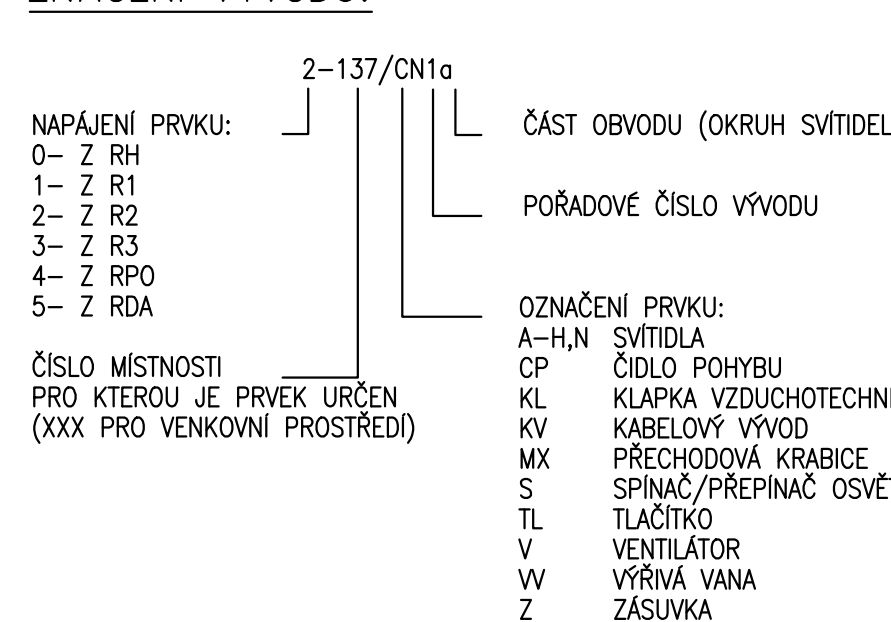 2-137/CN1a
NAPÁJENÍ PRVKU:
0- Z RH
1- Z R1
2- Z R2
3- Z R3
4- Z RPO
5- Z RDA
ČÍSLO MÍSTNOSTI
PRO KTEROU JE PRVEK URČEN
(XXX PRO VENKOVNÍ PROSTŘEDÍ)
ČÁST OBVODU (OKRUH SVÍTIDEL
POŘADOVÉ ČÍSLO VÝVODU
OZNAČENÍ PRVKU:
A-H,N SVÍTIDLA
CP ČIDLO POHYBU
KL KLAPKA VZDUCHOTECHNI
KV KABELOVÝ VÝVOD
MX PŘECHODOVÁ KRABICE
S SPÍNAČ/PŘEPÍNAČ OSVĚT
TL TLAČÍTKO
V VENTILÁTOR
VV VÝŘIVÁ VANA
Z ZÁSUVKA